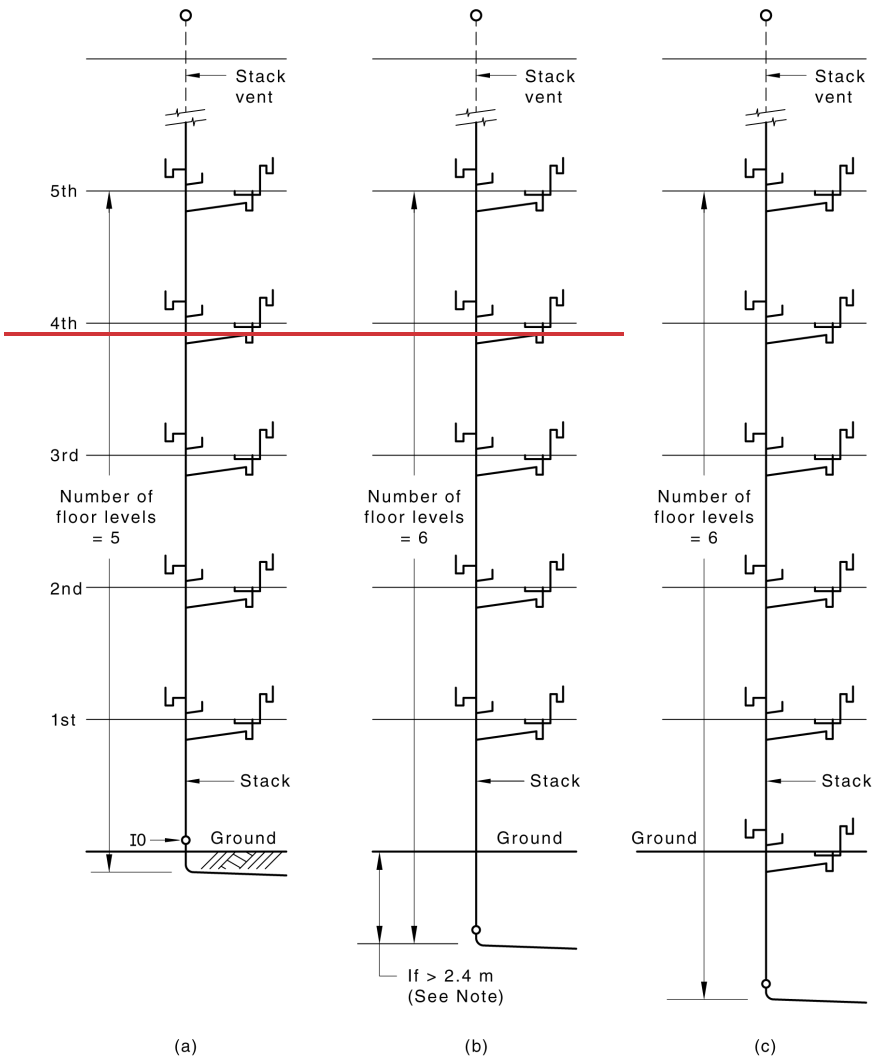 Stack
vent
Stack
vent
Stack
vent
5th
4th
3rd
Number of
floor levels
= 5
Number of
floor levels
= 6
Number of
floor levels
= 6
2nd
1st
Stack
Stack
Stack
IO
Ground
Ground
Ground
If > 2.4 m
(See Note)
(a)
(b)
(c)